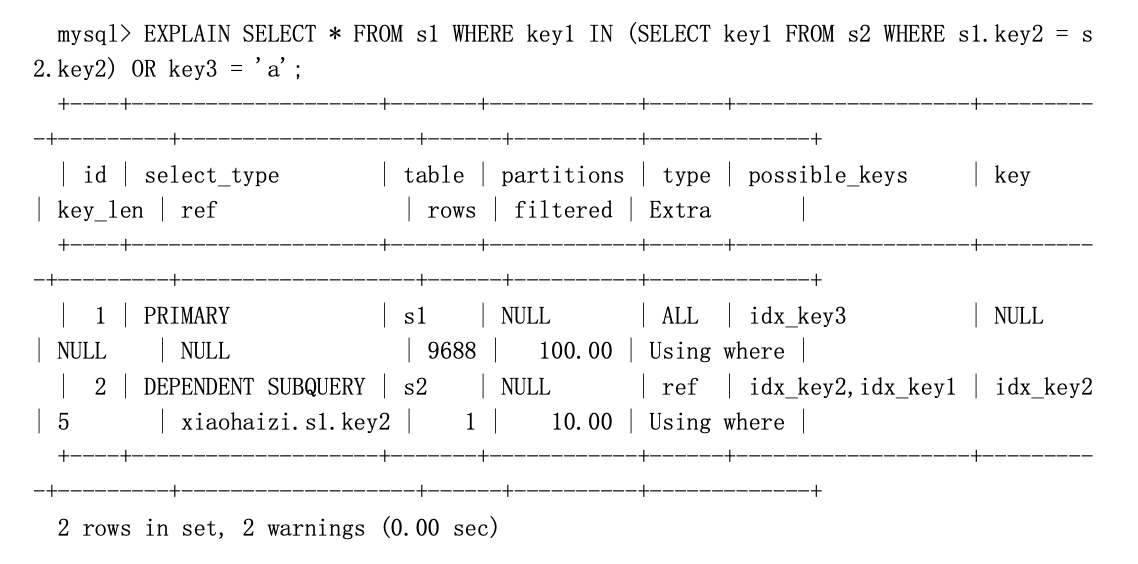 mysql> EXPLAIN SELECT * FROM s1 WHERE key1 IN (SELECT key1 FROM s2 WHERE s1.key2 = s
2.key2) OR key3 = 'a';
+----+--------------------+-------+------------+------+-------------------+---------
-+---------+-------------------+------+----------+-------------+
| id | select_type        | table | partitions | type | possible_keys     | key
| key_len | ref               | rows | filtered | Extra       |
+----+--------------------+-------+------------+------+-------------------+---------
-+---------+-------------------+------+----------+-------------+
|  1 | PRIMARY            | s1    | NULL       | ALL  | idx_key3          | NULL
| NULL    | NULL              | 9688 |   100.00 | Using where |
|  2 | DEPENDENT SUBQUERY | s2    | NULL       | ref  | idx_key2,idx_key1 | idx_key2
| 5       | xiaohaizi.s1.key2 |    1 |    10.00 | Using where |
+----+--------------------+-------+------------+------+-------------------+---------
-+---------+-------------------+------+----------+-------------+
2 rows in set, 2 warnings (0.00 sec)